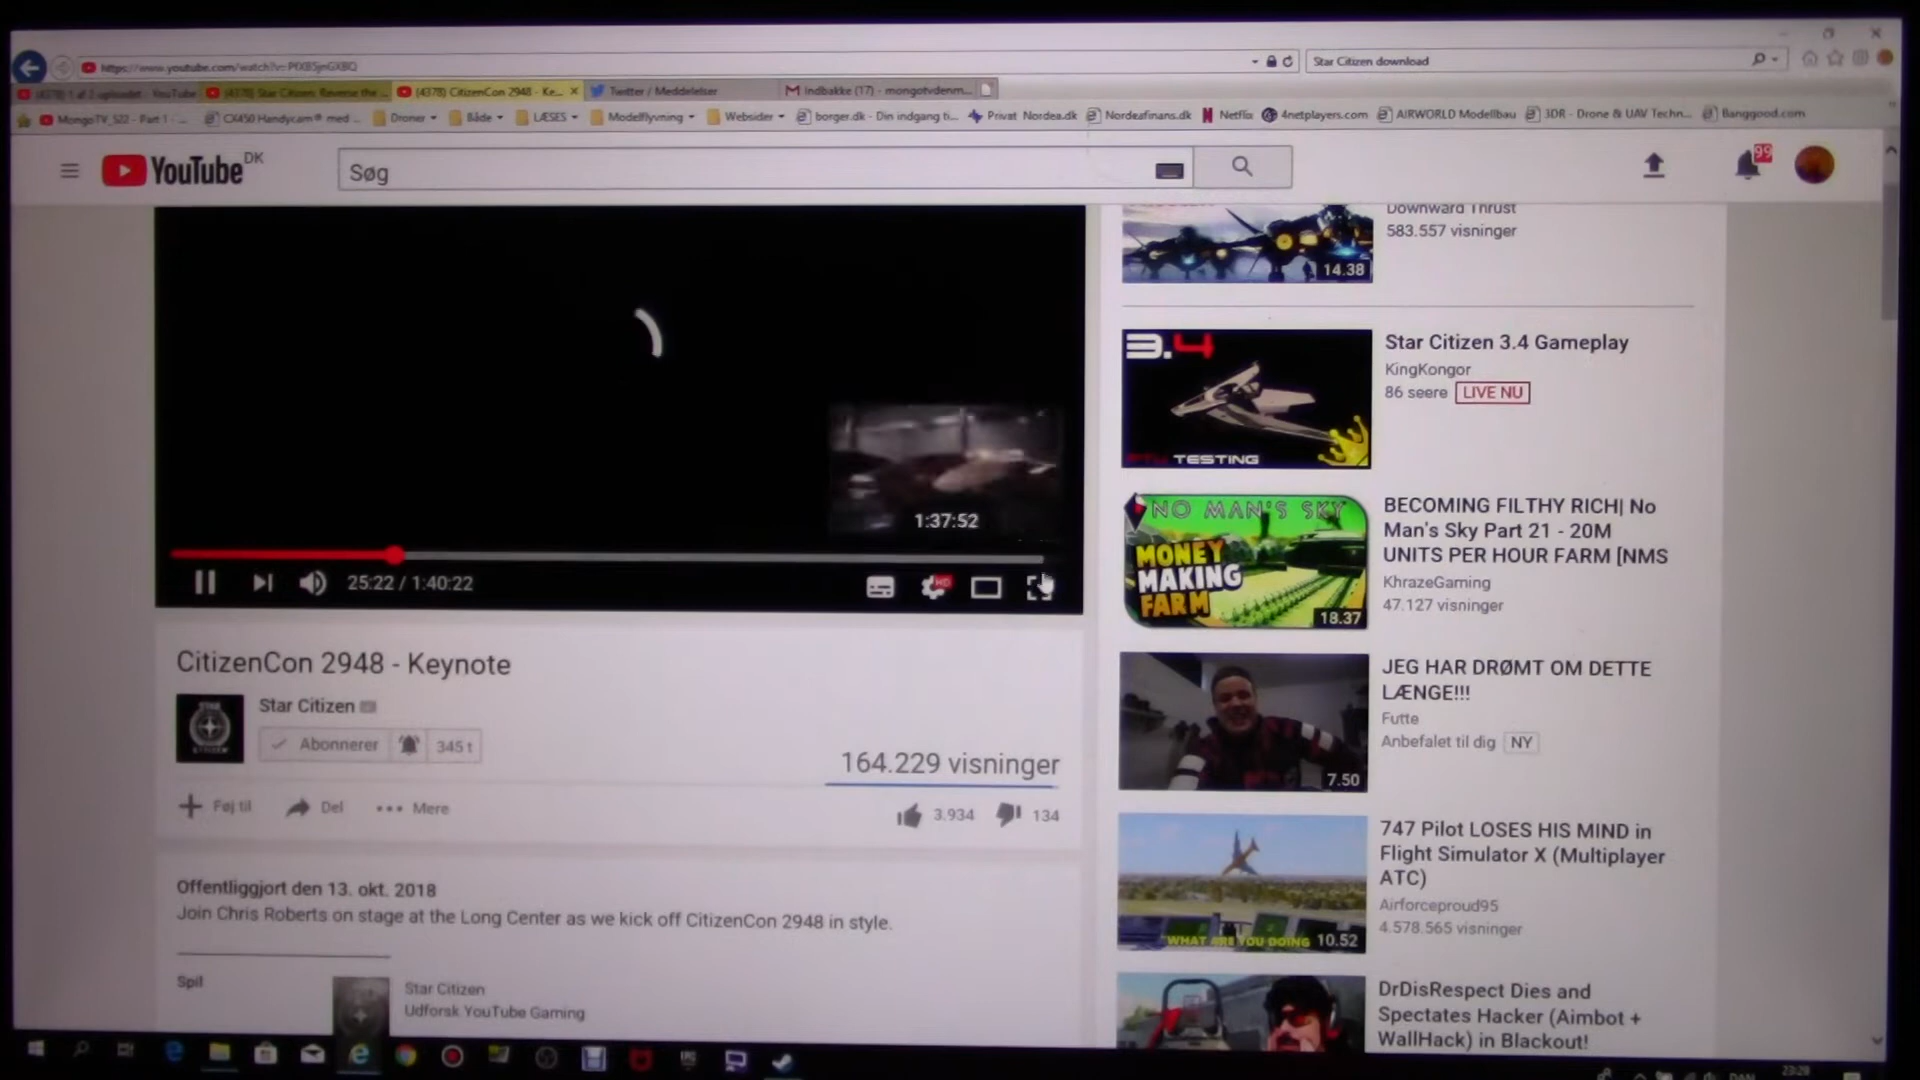 https://www.youtube.com/watch?v=
Star Citizen download
(4378) 1 af 2 uploadet - YouTube
(4378) Star Citizen: Reverse the ...
(4378) CitizenCon 2948 - Ke...
Twitter / Meddelelser
Indbakke (17) - mongotvdenm...
MongoTV_522 - Part 1 - ...
CX450 Handycam® med ...
Droner
Både
LÆSES
Modelflyvning
Websider
borger.dk - Din indgang ti...
Privat Nordea.dk
Nordeafinans.dk
Netflix
4netplayers.com
AIRWORLD Modellbau
3DR - Drone & UAV Techn...
Banggood.com
YouTube DK
Søg
99
Downward Thrust
583.557 visninger
14.38
3.4
TESTING
Star Citizen 3.4 Gameplay
KingKongor
86 seere LIVE NU
1:37:52
25:22 / 1:40:22
HD
NO MAN'S SKY
MONEY
MAKING
FARM
18.37
BECOMING FILTHY RICH| No
Man's Sky Part 21 - 20M
UNITS PER HOUR FARM [NMS
KhrazeGaming
47.127 visninger
CitizenCon 2948 - Keynote
Star Citizen
Abonnerer
345 t
164.229 visninger
Føj til
Del
Mere
3.934
134
7.50
JEG HAR DRØMT OM DETTE
LÆNGE!!!
Futte
Anbefalet til dig NY
"WHAT ARE YOU DOING
10.52
747 Pilot LOSES HIS MIND in
Flight Simulator X (Multiplayer
ATC)
Airforceproud95
4.578.565 visninger
Offentliggjort den 13. okt. 2018
Join Chris Roberts on stage at the Long Center as we kick off CitizenCon 2948 in style.
Spil
Star Citizen
Udforsk YouTube Gaming
DrDisRespect Dies and
Spectates Hacker (Aimbot +
WallHack) in Blackout!
DAN
23:28